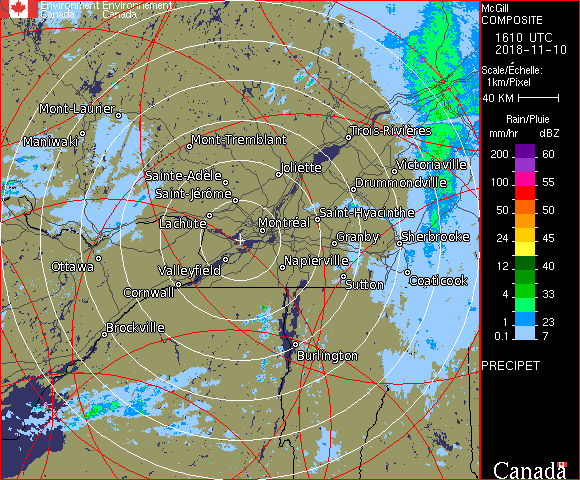 Environment Environnement
Canada Canada
McGill
COMPOSITE
1610 UTC
2018-11-10
Scale/Échelle:
1km/Pixel
40 KM
Rain/Pluie
mm/hr dBZ
200 60
100 55
50 50
24 45
12 40
4 33
1 23
0.1 7
PRECIPET
Canada
Mont-Laurier
Maniwaki
Mont-Tremblant
Trois-Rivières
Joliette
Victoriaville
Sainte-Adèle
Drummondville
Saint-Jérôme
Lachute
Saint-Hyacinthe
Montréal
Granby
Sherbrooke
Ottawa
Valleyfield
Napierville
Cornwall
Sutton
Coaticook
Brockville
Burlington